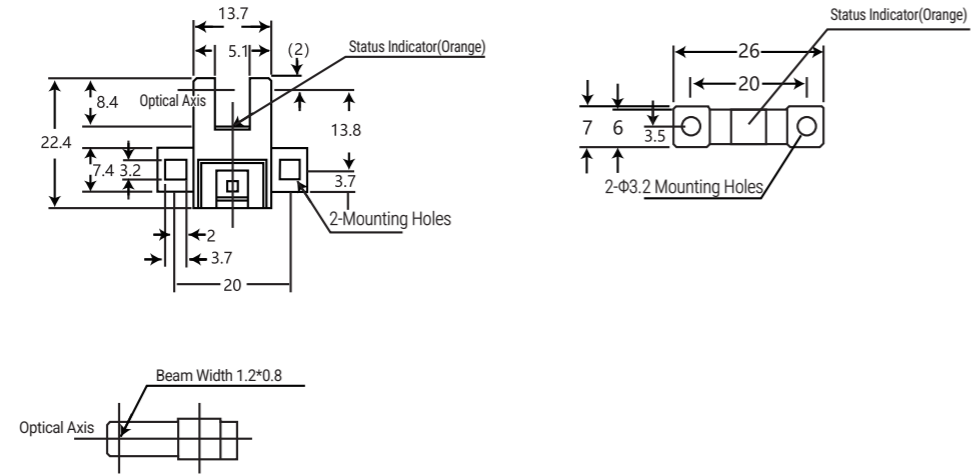 13.7
5.1
(2)
Status Indicator(Orange)
8.4
Optical Axis
22.4
13.8
7.4
3.2
3.7
2-Mounting Holes
2
3.7
20
Status Indicator(Orange)
26
20
7
6
3.5
2-Φ3.2 Mounting Holes
Beam Width 1.2*0.8
Optical Axis